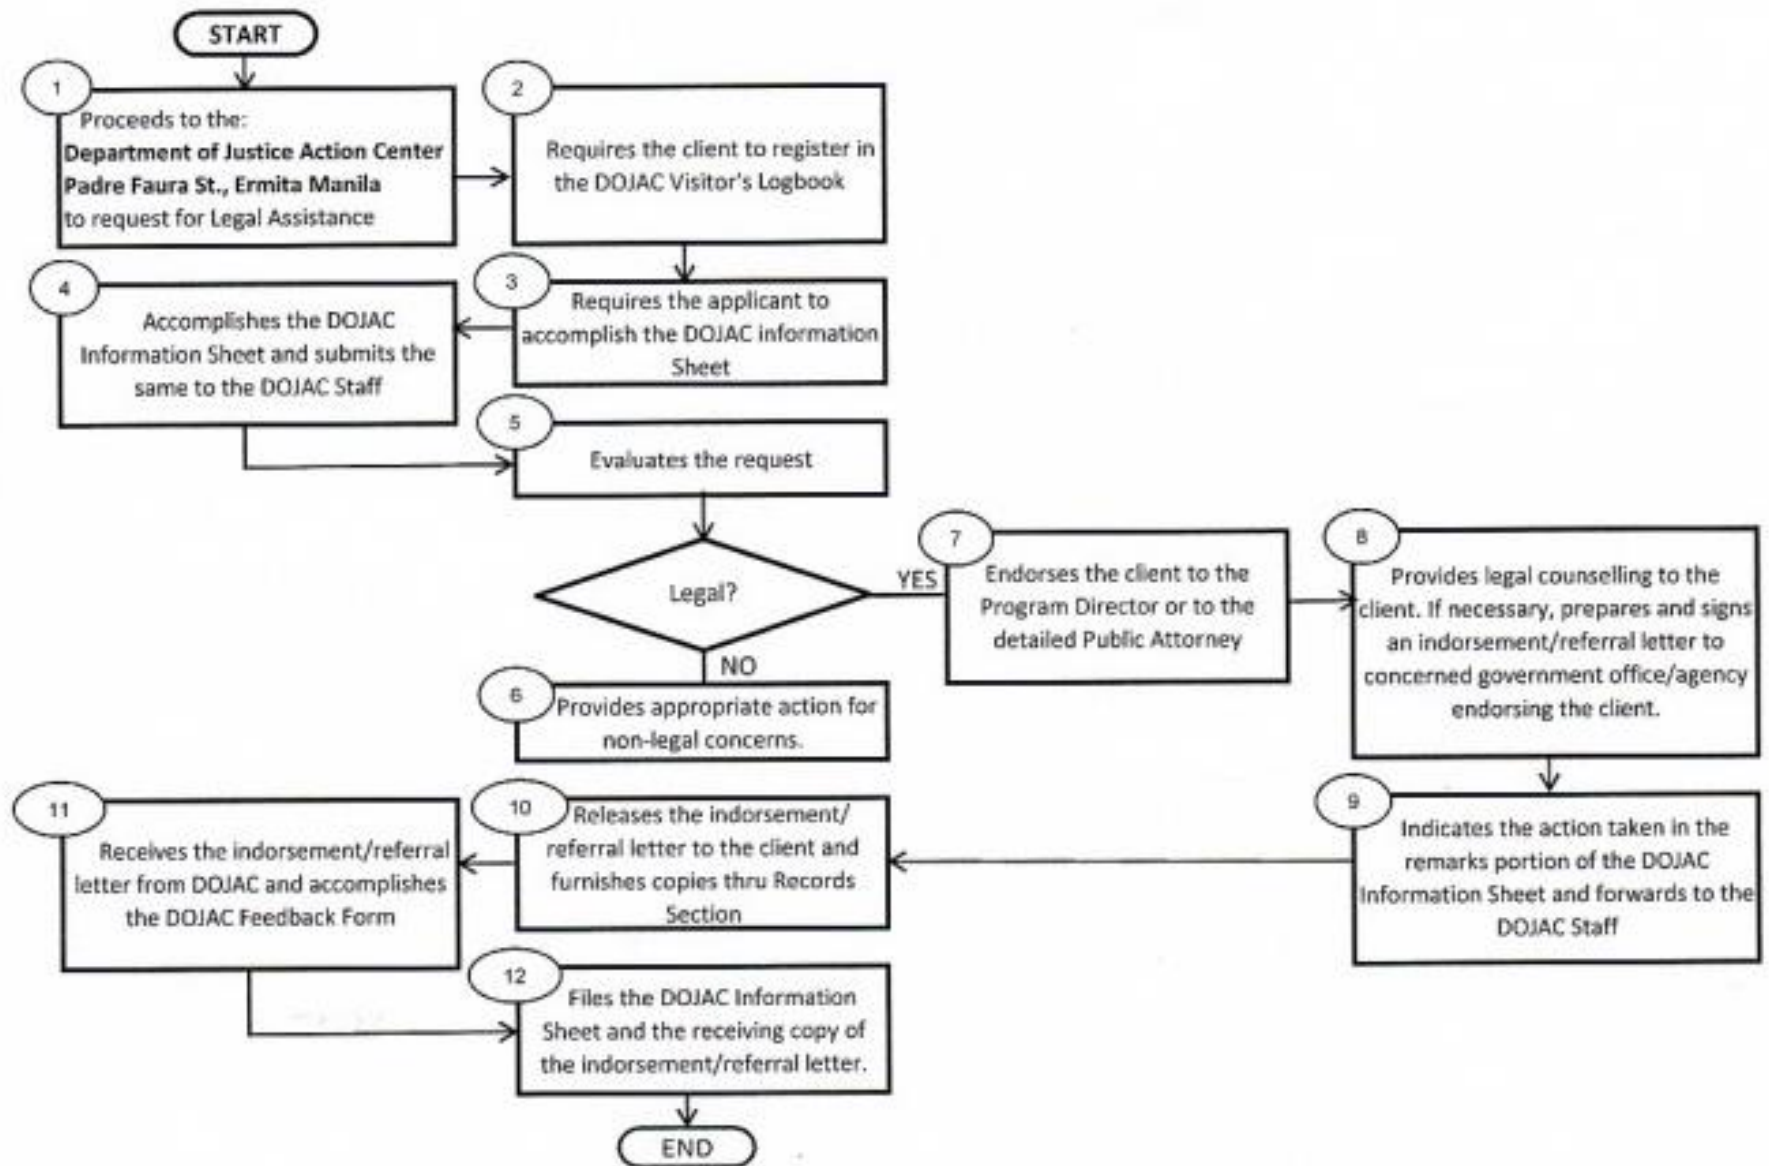 START
1
Proceeds to the:
Department of Justice Action Center
Padre Faura St., Ermita Manila
to request for Legal Assistance
2
Requires the client to register in
the DOJAC Visitor's Logbook
3
Requires the applicant to
accomplish the DOJAC information
Sheet
4
Accomplishes the DOJAC
Information Sheet and submits the
same to the DOJAC Staff
5
Evaluates the request
Legal?
YES
NO
6
Provides appropriate action for
non-legal concerns.
7
Endorses the client to the
Program Director or to the
detailed Public Attorney
8
Provides legal counselling to the
client. If necessary, prepares and signs
an indorsement/referral letter to
concerned government office/agency
endorsing the client.
9
Indicates the action taken in the
remarks portion of the DOJAC
Information Sheet and forwards to the
DOJAC Staff
10
Releases the indorsement/
referral letter to the client and
furnishes copies thru Records
Section
11
Receives the indorsement/referral
letter from DOJAC and accomplishes
the DOJAC Feedback Form
12
Files the DOJAC Information
Sheet and the receiving copy of
the indorsement/referral letter.
END